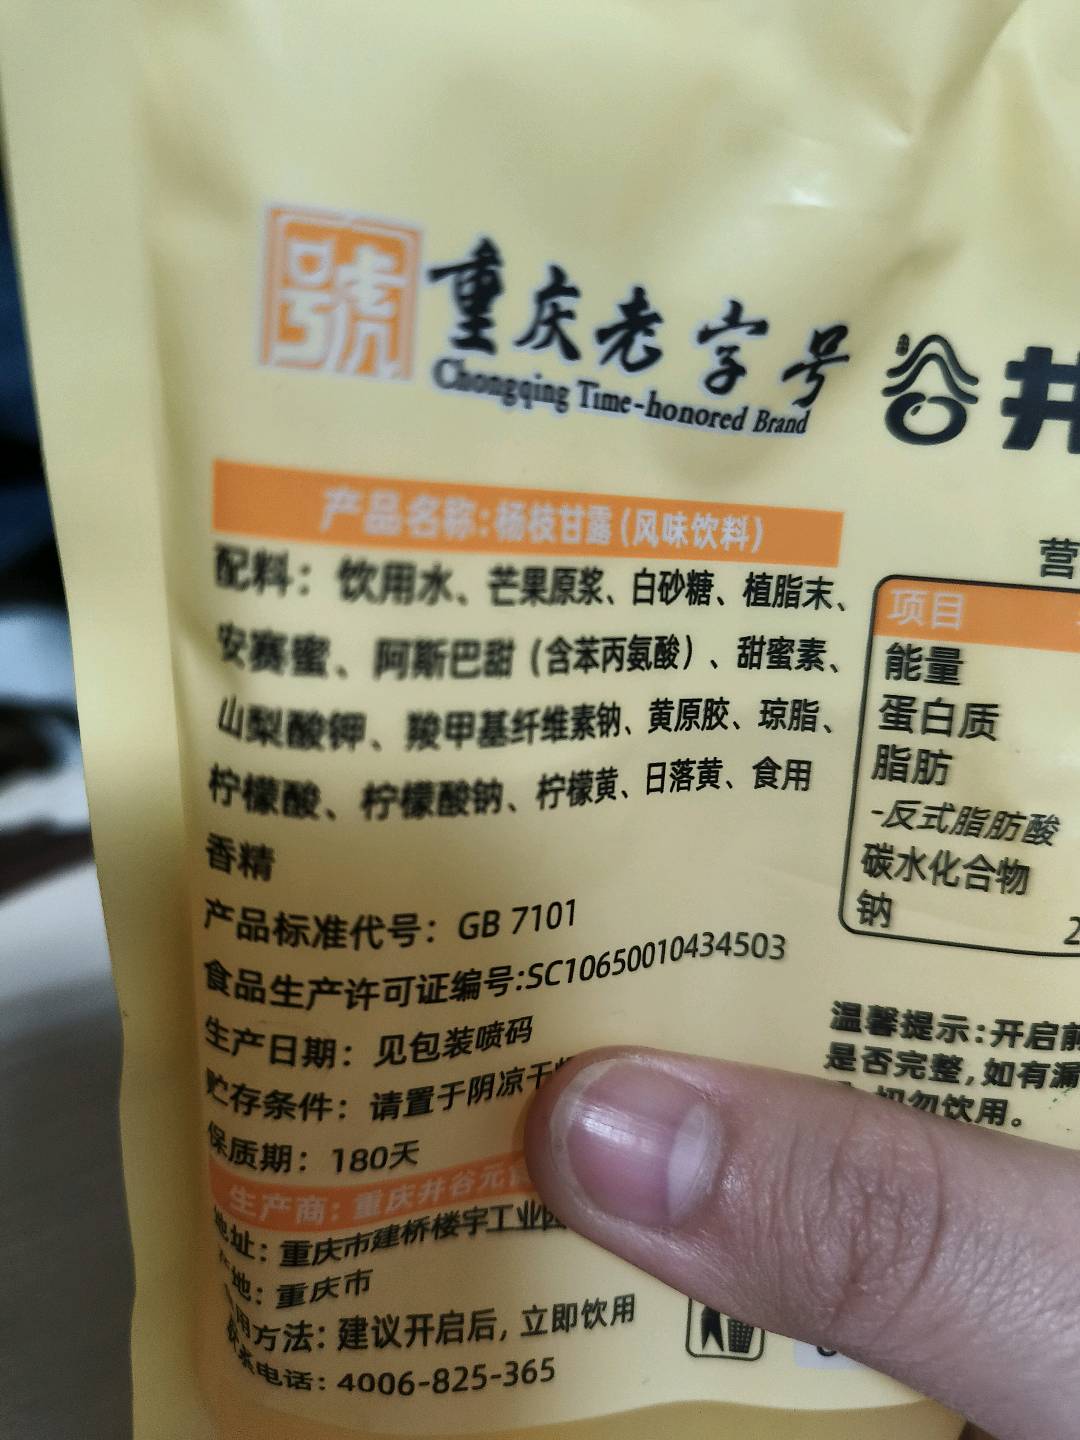 號 重庆老字号
Chongqing Time-honored Brand
谷 井
产品名称:杨枝甘露(风味饮料)
配料：饮用水、芒果原浆、白砂糖、植脂末、
安赛蜜、阿斯巴甜（含苯丙氨酸）、甜蜜素、
山梨酸钾、羧甲基纤维素钠、黄原胶、琼脂、
柠檬酸、柠檬酸钠、柠檬黄、日落黄、食用
香精
产品标准代号：GB 7101
食品生产许可证编号:SC10650010434503
生产日期：见包装喷码
贮存条件：请置于阴凉干
保质期：180天
生产商：重庆井谷元
地址：重庆市建桥楼宇工业园
产地：重庆市
食用方法：建议开启后，立即饮用
联系电话：4006-825-365
营
项目
能量
蛋白质
脂肪
-反式脂肪酸
碳水化合物
钠 2
温馨提示:开启前
是否完整,如有漏
切勿饮用。